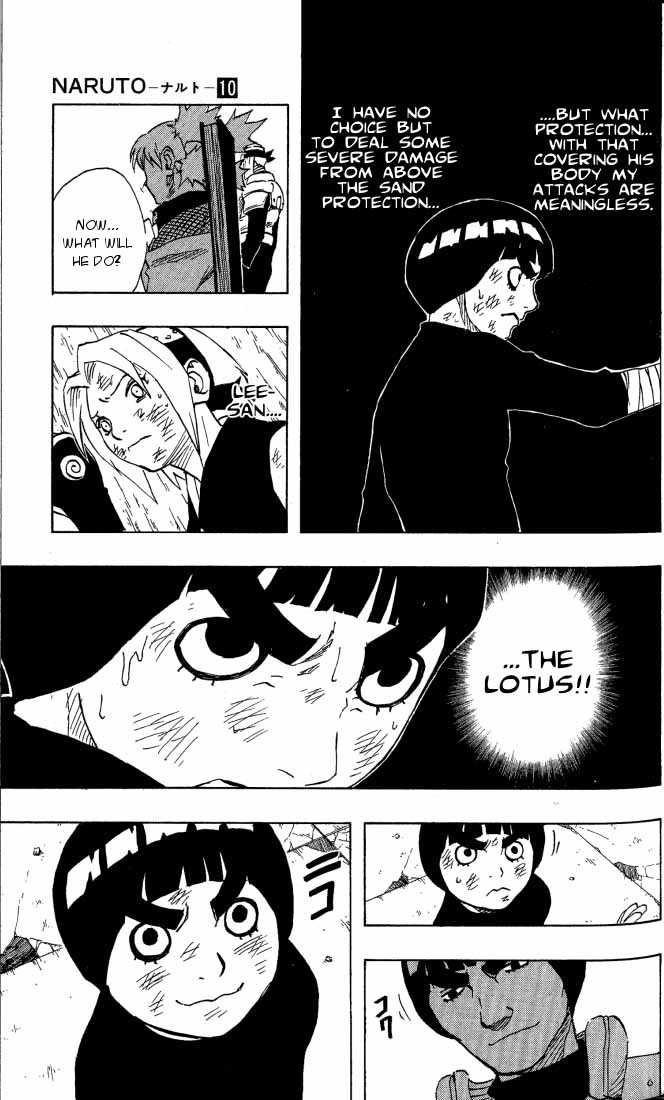 NARUTO–ナルト–10
....BUT WHAT
PROTECTION...
WITH THAT
COVERING HIS
BODY MY
ATTACKS ARE
MEANINGLESS.
I HAVE NO
CHOICE BUT
TO DEAL SOME
SEVERE DAMAGE
FROM ABOVE
THE SAND
PROTECTION...
NOW...
WHAT WILL
HE DO?
LEE-
SAN....
...THE
LOTUS!!
コク
ニコ